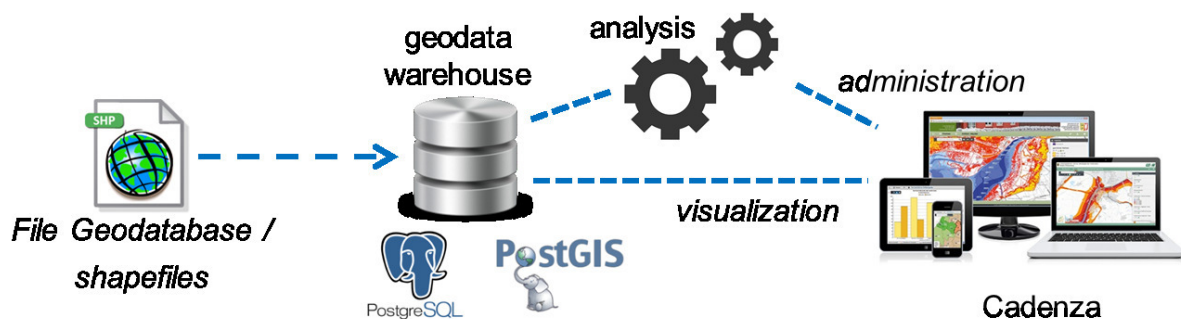 SHP
File Geodatabase /
shapefiles
geodata
warehouse
PostgreSQL
PostGIS
analysis
administration
visualization
Cadenza